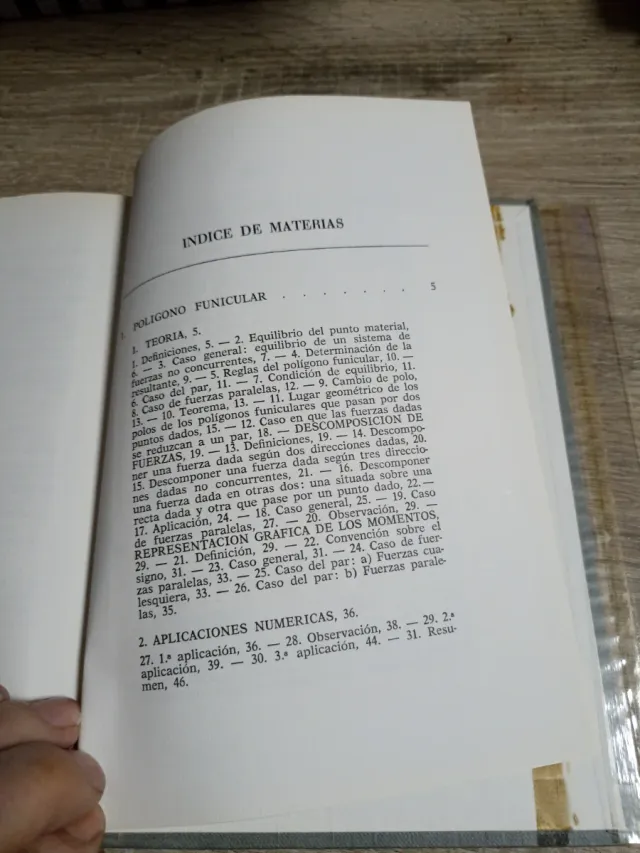 INDICE DE MATERIAS
1. POLIGONO FUNICULAR . . . . . . . 5
1. TEORIA, 5.
1. Definiciones, 5. — 2. Equilibrio del punto material,
6. — 3. Caso general: equilibrio de un sistema de
fuerzas no concurrentes, 7. — 4. Determinación de la
resultante, 9. — 5. Reglas del polígono funicular, 10. —
6. Caso del par, 11. — 7. Condición de equilibrio, 11.
8. Caso de fuerzas paralelas, 12. — 9. Cambio de polo,
13. — 10. Teorema, 13. — 11. Lugar geométrico de los
polos de los polígonos funiculares que pasan por dos
puntos dados, 15. — 12. Caso en que las fuerzas dadas
se reduzcan a un par, 18. — DESCOMPOSICION DE
FUERZAS, 19. — 13. Definiciones, 19. — 14. Descompo-
ner una fuerza dada según dos direcciones dadas, 20.
15. Descomponer una fuerza dada según tres direccio-
nes dadas no concurrentes, 21. — 16. Descomponer
una fuerza dada en otras dos: una situada sobre una
recta dada y otra que pase por un punto dado, 22. —
17. Aplicación, 24. — 18. Caso general, 25. — 19. Caso
de fuerzas paralelas, 27. — 20. Observación, 29. —
REPRESENTACION GRAFICA DE LOS MOMENTOS,
29. — 21. Definición, 29. — 22. Convención sobre el
signo, 31. — 23. Caso general, 31. — 24. Caso de fuer-
zas paralelas, 33. — 25. Caso del par: a) Fuerzas cua-
lesquiera, 33. — 26. Caso del par: b) Fuerzas parale-
las, 35.
2. APLICACIONES NUMERICAS, 36.
27. 1.ª aplicación, 36. — 28. Observación, 38. — 29. 2.ª
aplicación, 39. — 30. 3.ª aplicación, 44. — 31. Resu-
men, 46.